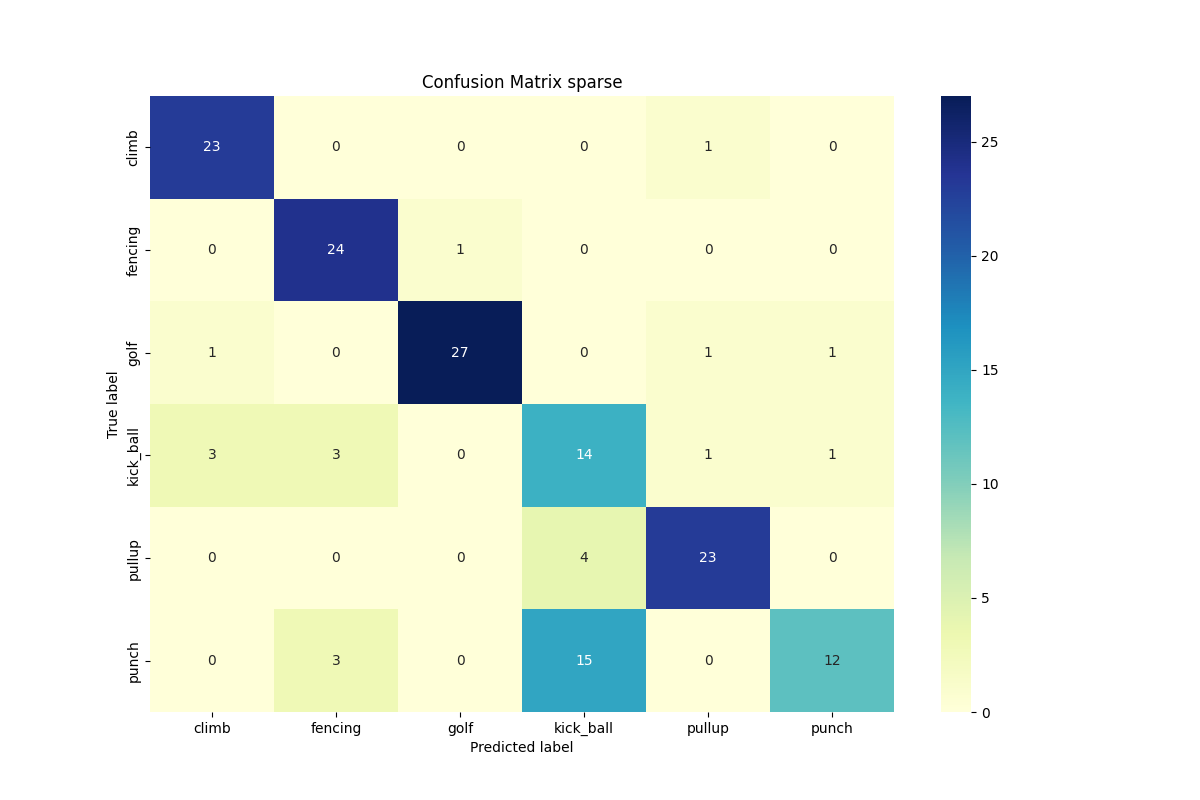 Confusion Matrix sparse
True label
climb 23 0 0 0 1 0
fencing 0 24 1 0 0 0
golf 1 0 27 0 1 1
kick_ball 3 3 0 14 1 1
pullup 0 0 0 4 23 0
punch 0 3 0 15 0 12
climb fencing golf kick_ball pullup punch
Predicted label
25
20
15
10
5
0